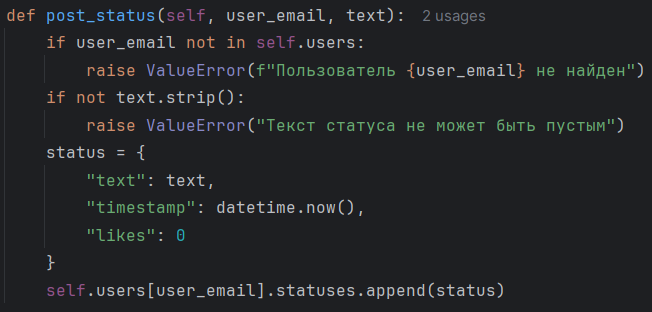 def post_status(self, user_email, text):  2 usages
    if user_email not in self.users:
        raise ValueError(f"Пользователь {user_email} не найден")
    if not text.strip():
        raise ValueError("Текст статуса не может быть пустым")
    status = {
        "text": text,
        "timestamp": datetime.now(),
        "likes": 0
    }
    self.users[user_email].statuses.append(status)